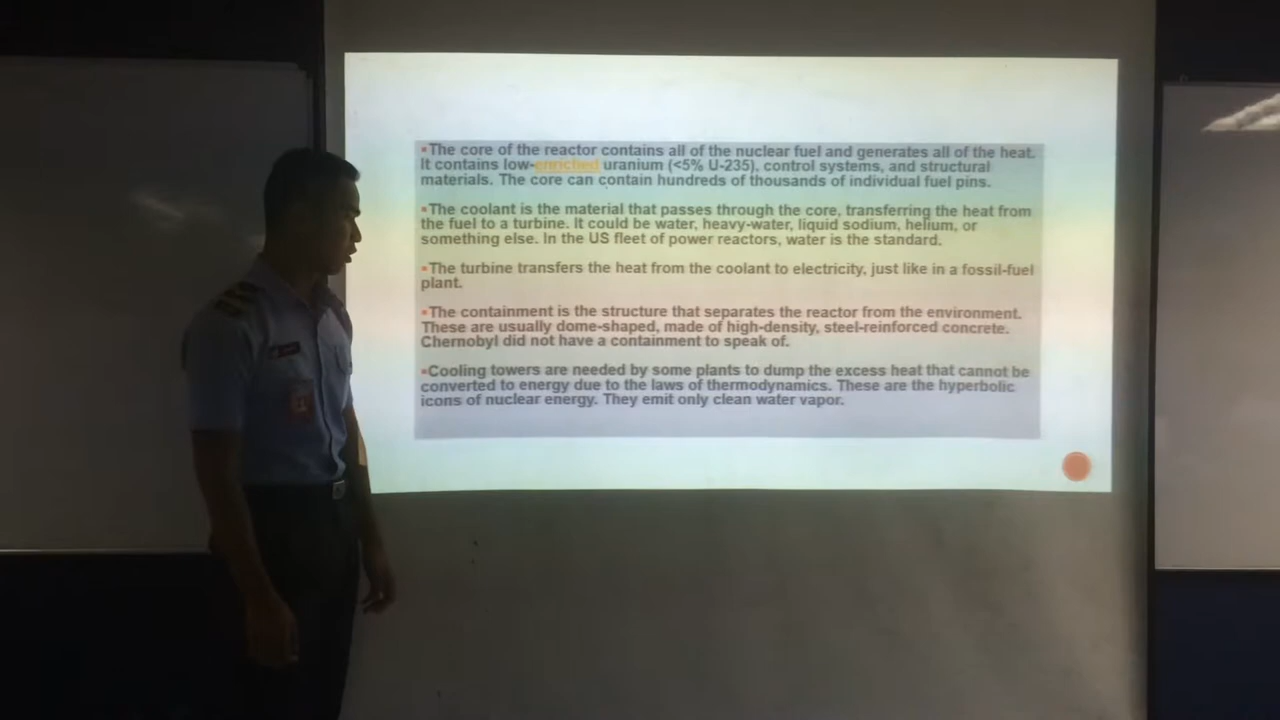 ▪The core of the reactor contains all of the nuclear fuel and generates all of the heat.
It contains low-enriched uranium (<5% U-235), control systems, and structural
materials. The core can contain hundreds of thousands of individual fuel pins.
▪The coolant is the material that passes through the core, transferring the heat from
the fuel to a turbine. It could be water, heavy-water, liquid sodium, helium, or
something else. In the US fleet of power reactors, water is the standard.
▪The turbine transfers the heat from the coolant to electricity, just like in a fossil-fuel
plant.
▪The containment is the structure that separates the reactor from the environment.
These are usually dome-shaped, made of high-density, steel-reinforced concrete.
Chernobyl did not have a containment to speak of.
▪Cooling towers are needed by some plants to dump the excess heat that cannot be
converted to energy due to the laws of thermodynamics. These are the hyperbolic
icons of nuclear energy. They emit only clean water vapor.